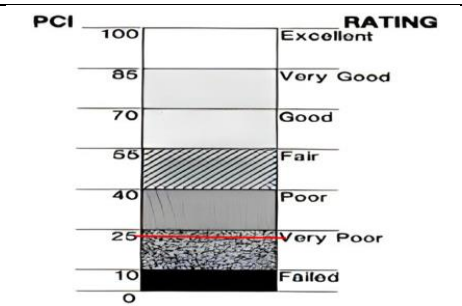 PCI RATING
100 Excellent
85 Very Good
70 Good
55 Fair
40 Poor
25 Very Poor
10 Failed
0